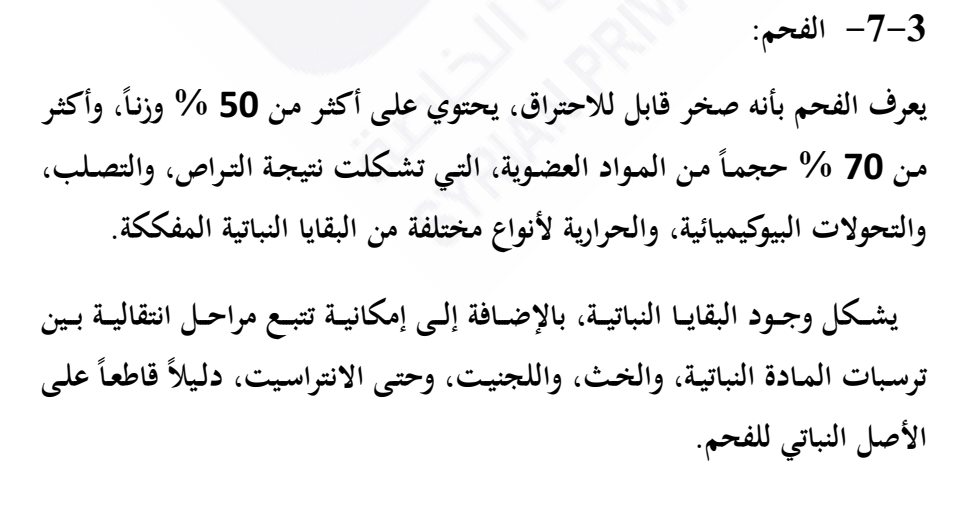 3-7- الفحم:
يعرف الفحم بأنه صخر قابل للاحتراق، يحتوي على أكثر من 50 % وزناً، وأكثر
من 70 % حجماً من المواد العضوية، التي تشكلت نتيجة التراص، والتصلب،
والتحولات البيوكيميائية، والحرارية لأنواع مختلفة من البقايا النباتية المفككة.
يشكل وجود البقايا النباتية، بالإضافة إلى إمكانية تتبع مراحل انتقالية بين
ترسبات المادة النباتية، والخث، واللجنيت، وحتى الانتراسيت، دليلاً قاطعاً على
الأصل النباتي للفحم.